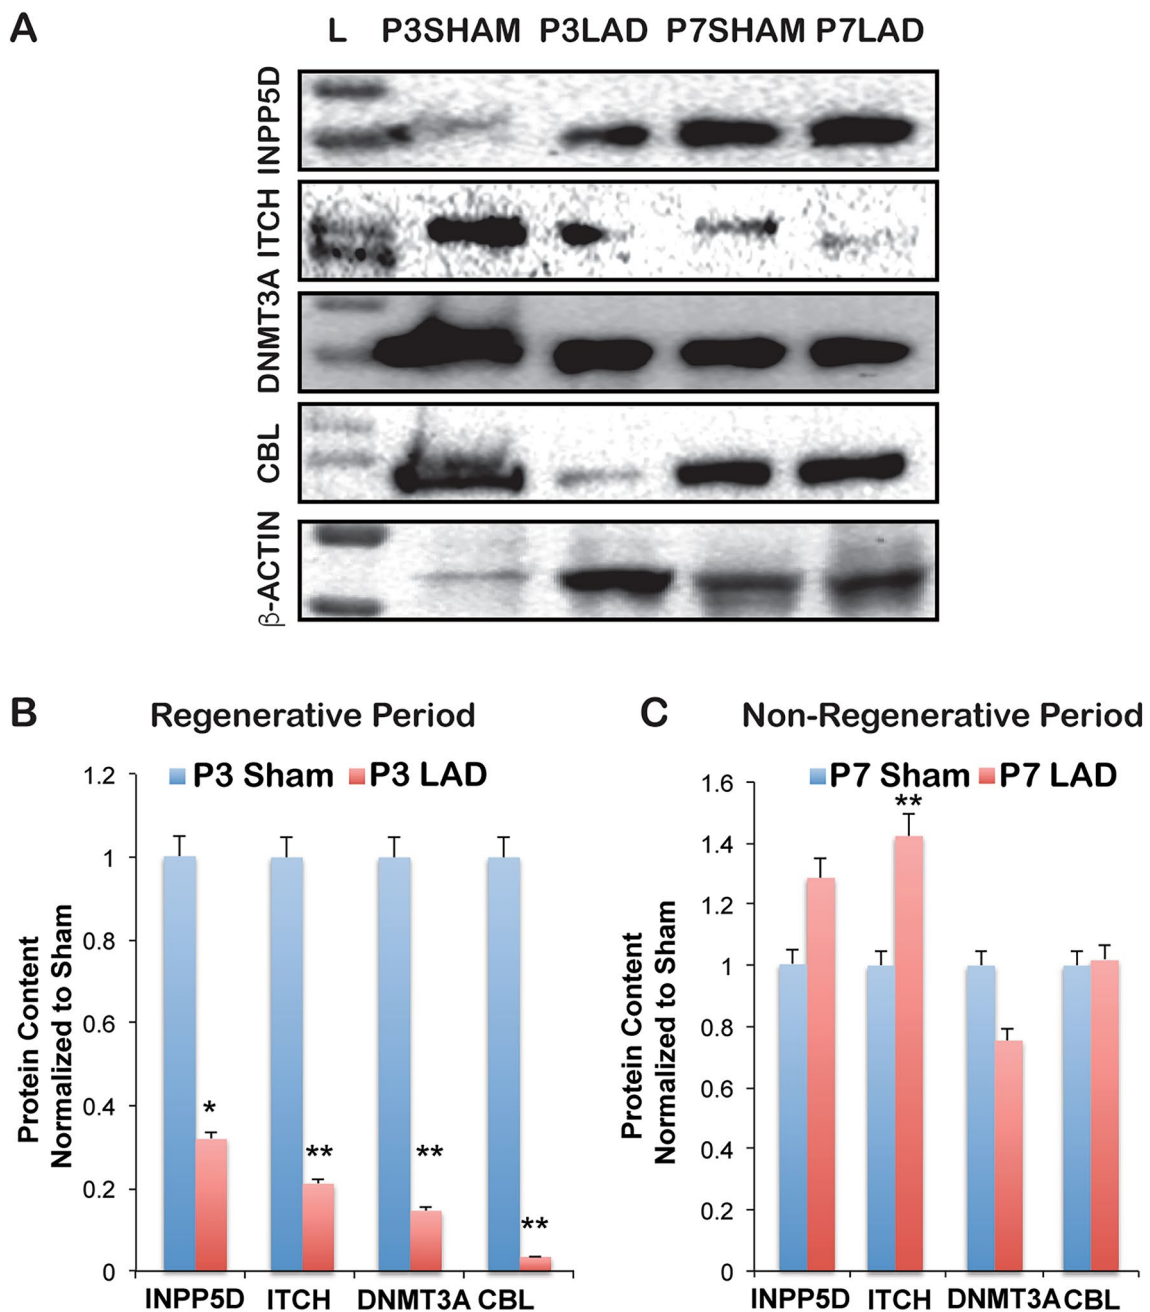 A
L P3SHAM P3LAD P7SHAM P7LAD
INPP5D
ITCH
DNMT3A
CBL
β-ACTIN
B Regenerative Period
P3 Sham P3 LAD
Protein Content
Normalized to Sham
1.2
1
0.8
0.6
0.4
0.2
0
*
**
**
**
INPP5D ITCH DNMT3A CBL
C Non-Regenerative Period
P7 Sham P7 LAD
Protein Content
Normalized to Sham
1.6
1.4
1.2
1
0.8
0.6
0.4
0.2
0
**
INPP5D ITCH DNMT3A CBL